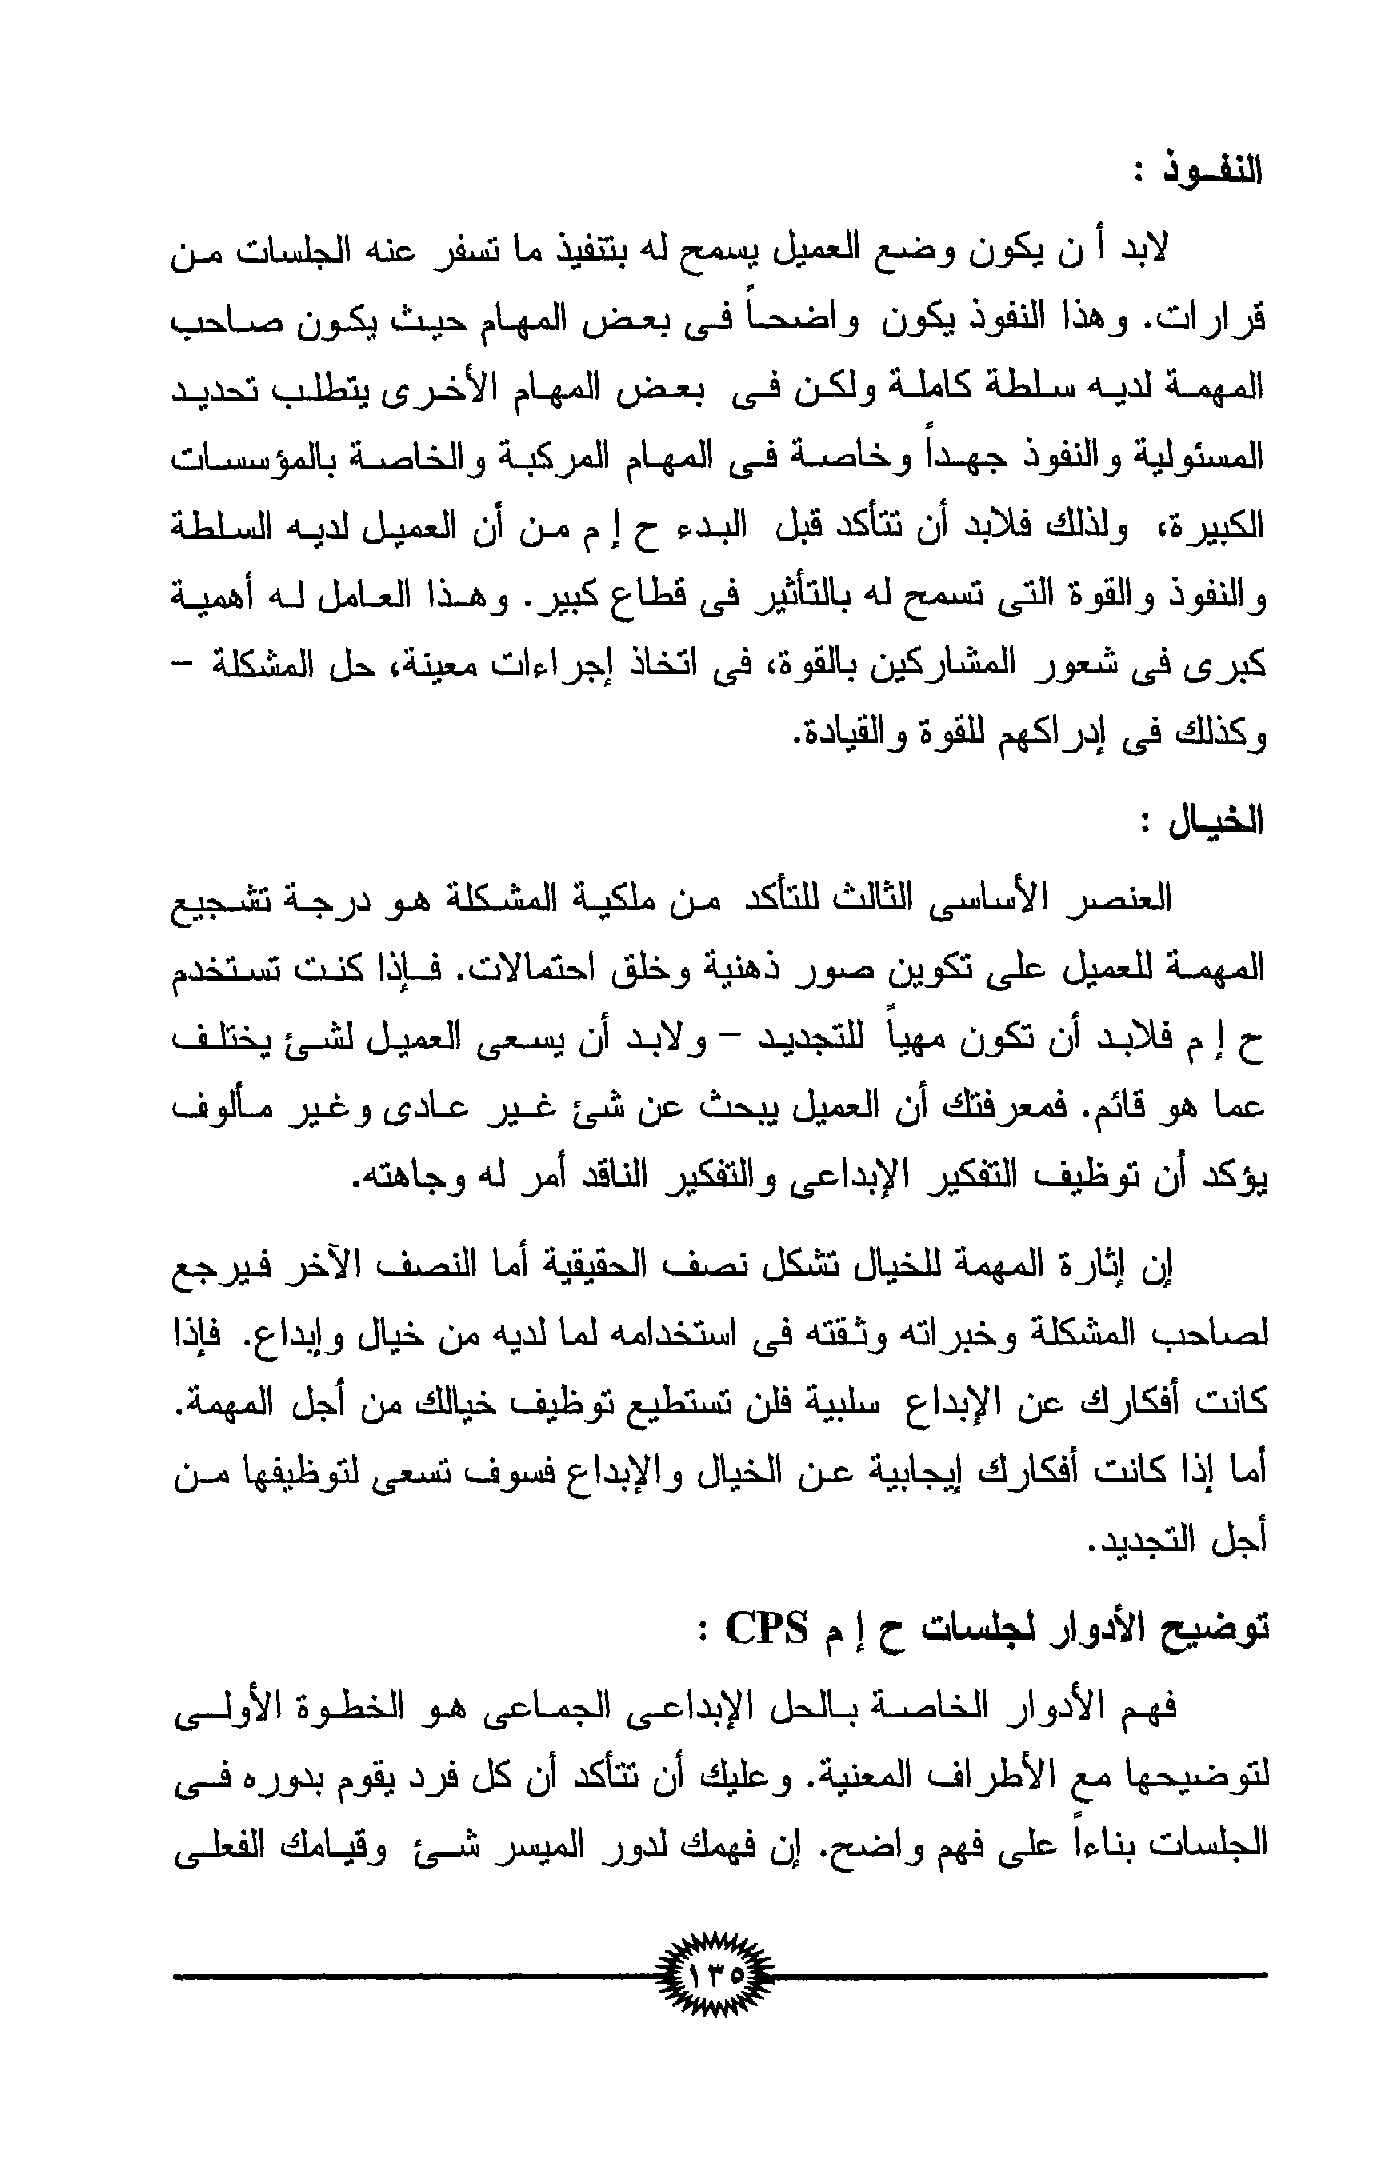 النفوذ :
لابد أ ن يكون وضع العميل يسمح له بتنفيذ ما تسفر عنه الجلسات من
قرارات. وهذا النفوذ يكون واضحاً فى بعض المهام حيث يكون صاحب
المهمة لديه سلطة كاملة ولكن فى بعض المهام الأخرى يتطلب تحديد
المسئولية والنفوذ جهداً وخاصة فى المهام المركبة والخاصة بالمؤسسات
الكبيرة، ولذلك فلابد أن تتأكد قبل البدء ح إ م من أن العميل لديه السلطة
والنفوذ والقوة التى تسمح له بالتأثير فى قطاع كبير. وهذا العامل له أهمية
كبرى فى شعور المشاركين بالقوة، فى اتخاذ إجراءات معينة، حل المشكلة –
وكذلك فى إدراكهم للقوة والقيادة.
الخيال :
العنصر الأساسى الثالث للتأكد من ملكية المشكلة هو درجة تشجيع
المهمة للعميل على تكوين صور ذهنية وخلق احتمالات. فإذا كنت تستخدم
ح إ م فلابد أن تكون مهيأً للتجديد – ولابد أن يسعى العميل لشئ يختلف
عما هو قائم. فمعرفتك أن العميل يبحث عن شئ غير عادى وغير مألوف
يؤكد أن توظيف التفكير الإبداعى والتفكير الناقد أمر له وجاهته.
إن إثارة المهمة للخيال تشكل نصف الحقيقية أما النصف الآخر فيرجع
لصاحب المشكلة وخبراته وثقته فى استخدامه لما لديه من خيال وإبداع. فإذا
كانت أفكارك عن الإبداع سلبية فلن تستطيع توظيف خيالك من أجل المهمة.
أما إذا كانت أفكارك إيجابية عن الخيال والإبداع فسوف تسعى لتوظيفها من
أجل التجديد.
توضيح الأدوار لجلسات ح إ م CPS :
فهم الأدوار الخاصة بالحل الإبداعى الجماعى هو الخطوة الأولى
لتوضيحها مع الأطراف المعنية. وعليك أن تتأكد أن كل فرد يقوم بدوره فى
الجلسات بناءاً على فهم واضح. إن فهمك لدور الميسر شئ وقيامك الفعلى
١٣٥